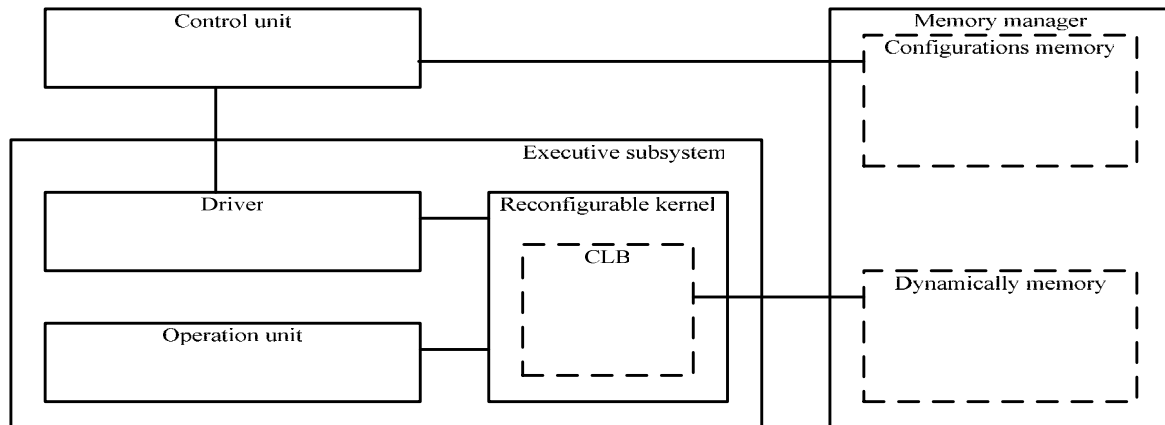 Control unit
Memory manager
Configurations memory
Executive subsystem
Driver
Reconfigurable kernel
CLB
Dynamically memory
Operation unit